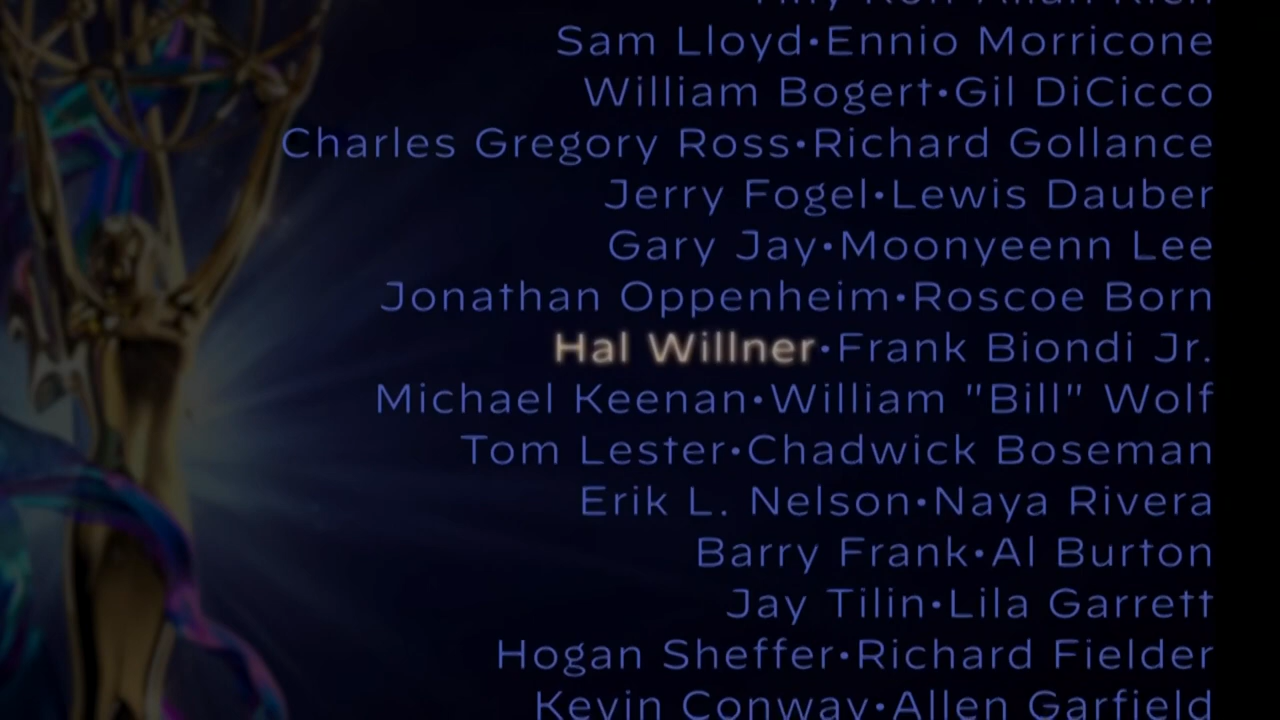 Sam Lloyd•Ennio Morricone
William Bogert•Gil DiCicco
Charles Gregory Ross•Richard Gollance
Jerry Fogel•Lewis Dauber
Gary Jay•Moonyeenn Lee
Jonathan Oppenheim•Roscoe Born
Hal Willner•Frank Biondi Jr.
Michael Keenan•William "Bill" Wolf
Tom Lester•Chadwick Boseman
Erik L. Nelson•Naya Rivera
Barry Frank•Al Burton
Jay Tilin•Lila Garrett
Hogan Sheffer•Richard Fielder
Kevin Conway•Allen Garfield